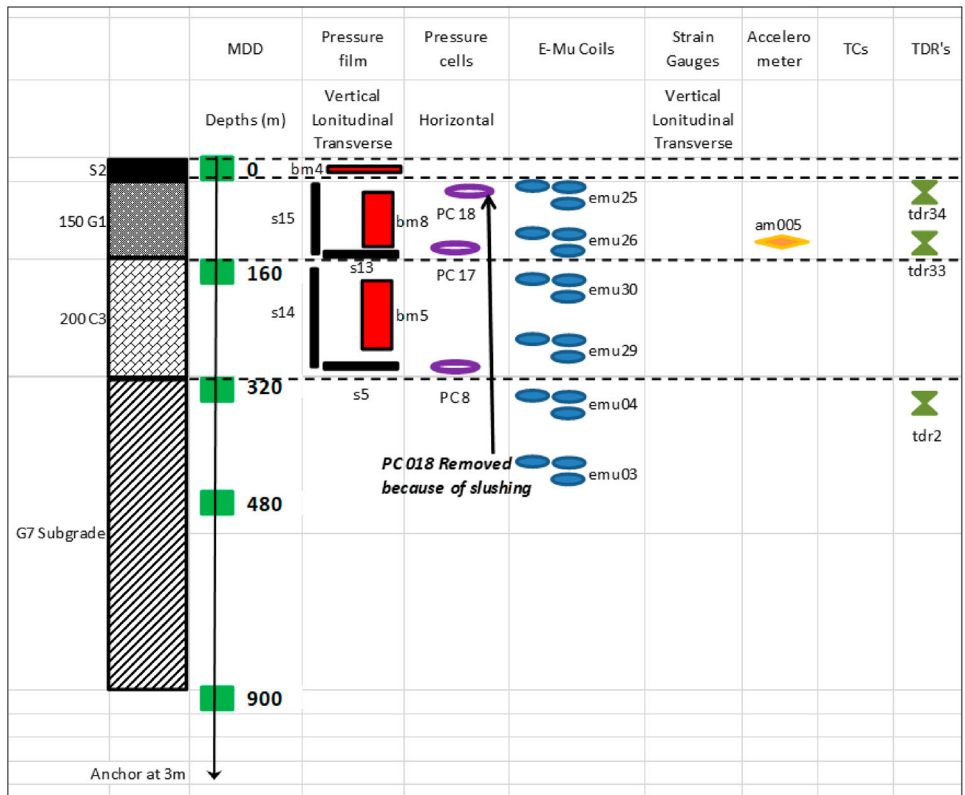 MDD
Pressure
film
Pressure
cells
E-Mu Coils
Strain
Gauges
Accelero
meter
TCs
TDR's
Depths (m)
Vertical
Lonitudinal
Transverse
Horizontal
Vertical
Lonitudinal
Transverse
S2
0
bm4
150 G1
s15
bm8
PC 18
emu25
tdr34
am005
emu26
s13
160
PC 17
tdr33
200 C3
s14
bm5
emu30
emu29
320
s5
PC 8
emu04
tdr2
PC 018 Removed
because of slushing
emu03
480
G7 Subgrade
900
Anchor at 3m